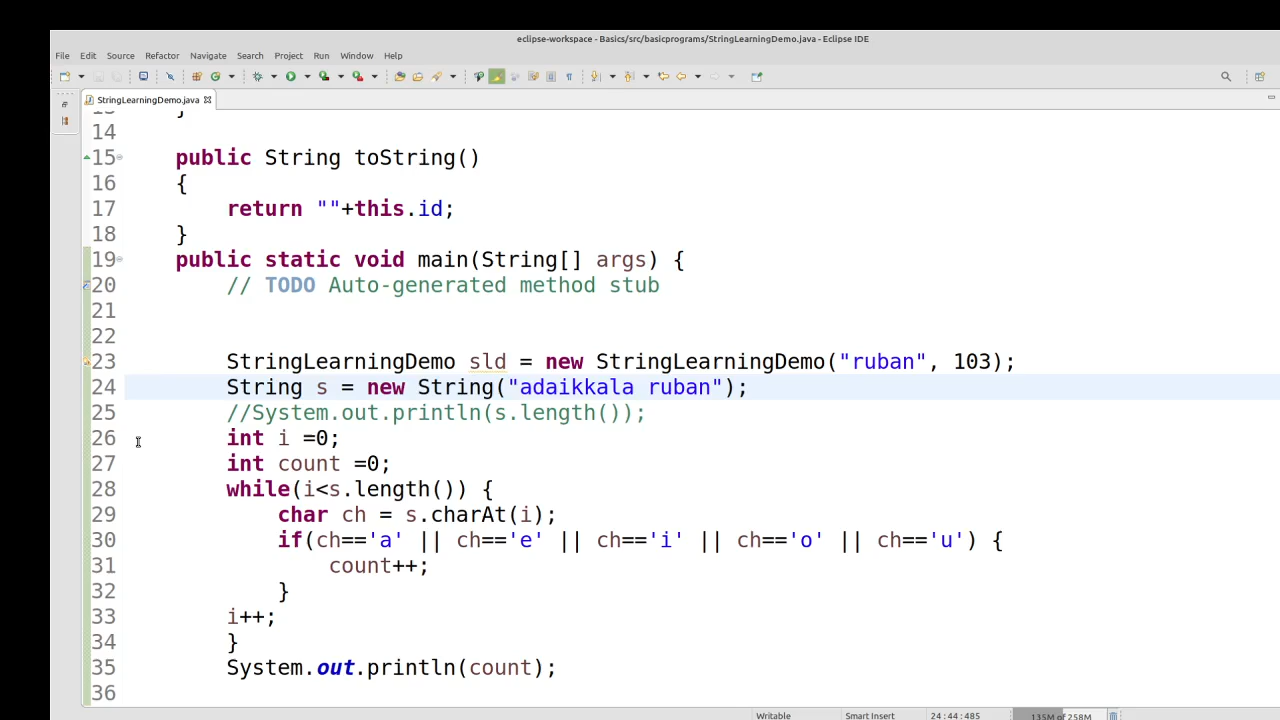 eclipse-workspace - Basics/src/basicprograms/StringLearningDemo.java - Eclipse IDE
File Edit Source Refactor Navigate Search Project Run Window Help
StringLearningDemo.java
14
15 public String toString()
16 {
17 return ""+this.id;
18 }
19 public static void main(String[] args) {
20 // TODO Auto-generated method stub
21
22
23 StringLearningDemo sld = new StringLearningDemo("ruban", 103);
24 String s = new String("adaikkala ruban");
25 //System.out.println(s.length());
26 int i =0;
27 int count =0;
28 while(i<s.length()) {
29 char ch = s.charAt(i);
30 if(ch=='a' || ch=='e' || ch=='i' || ch=='o' || ch=='u') {
31 count++;
32 }
33 i++;
34 }
35 System.out.println(count);
36
Writable Smart Insert 24:44:485 135M of 258M